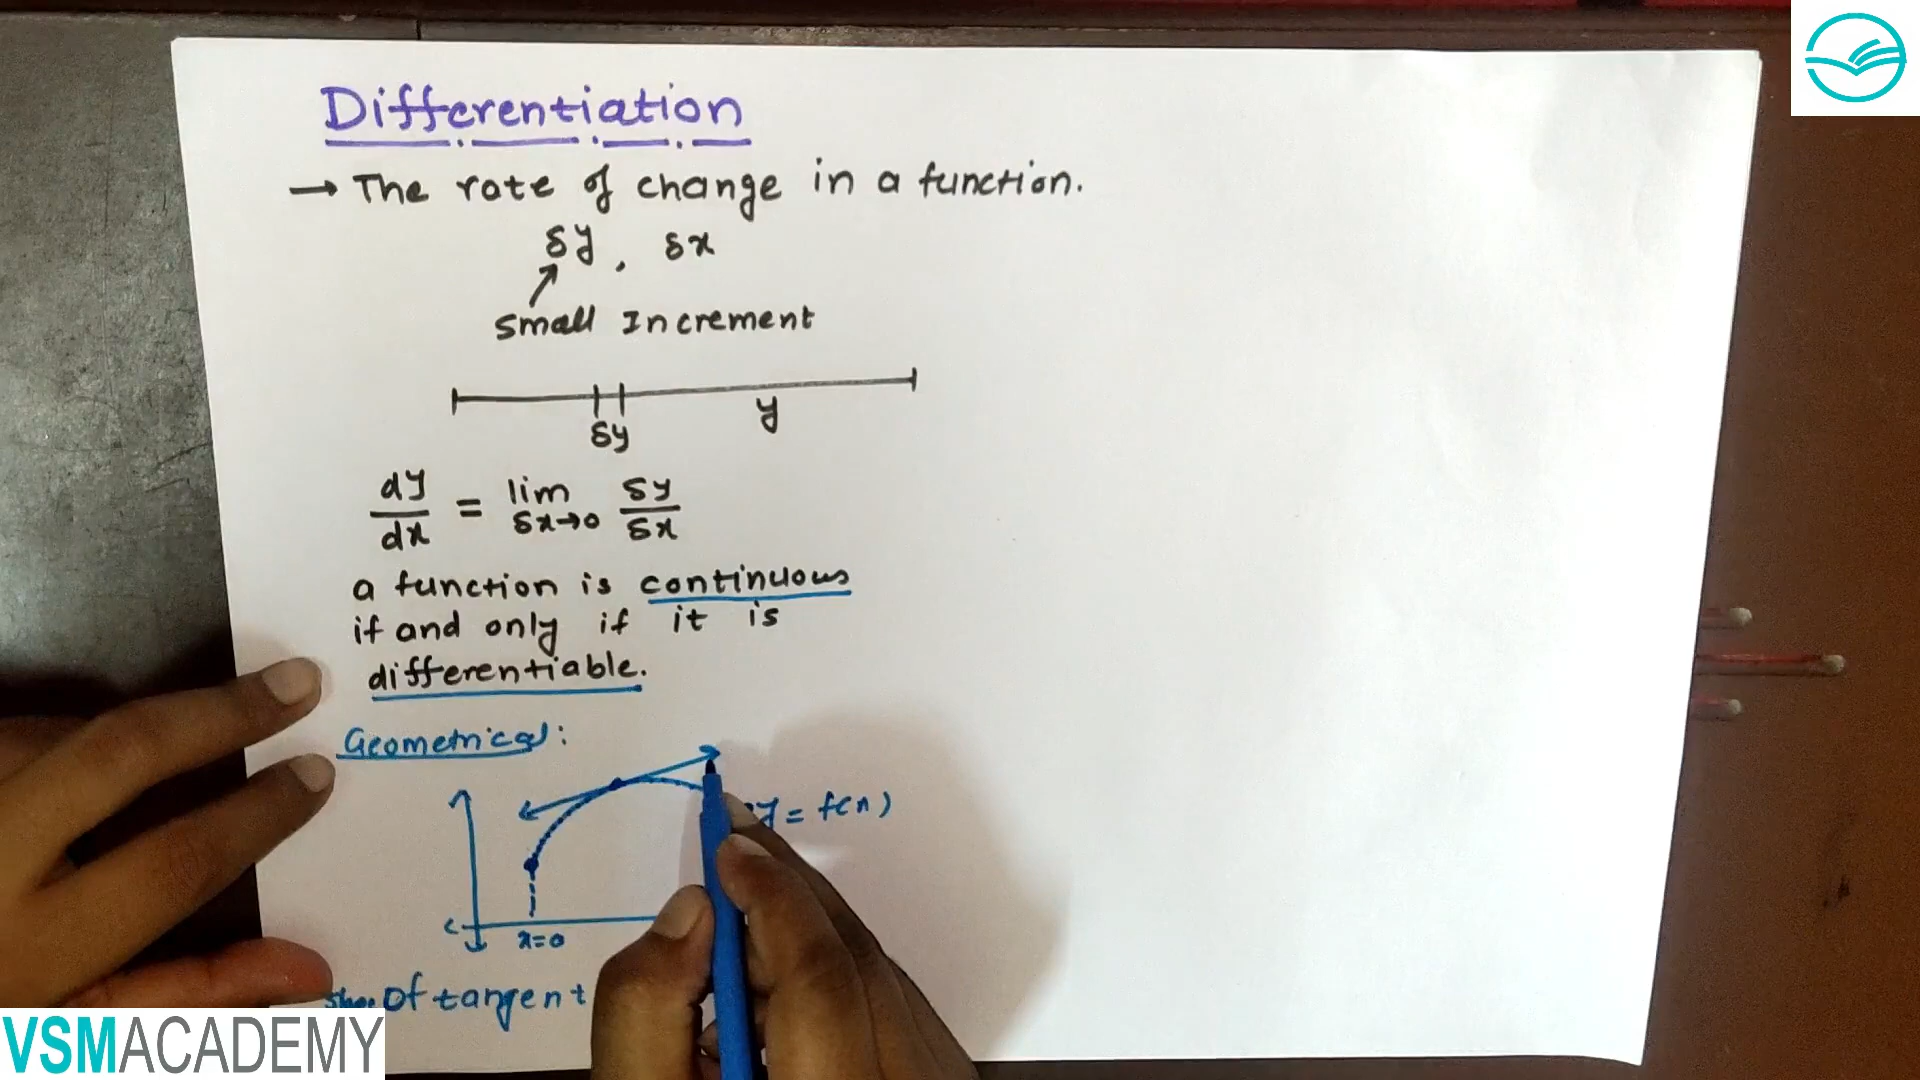 Differentiation
→ The rate of change in a function.
δy, δx
Small Increment
δy
y
dy/dx = lim δx→0 δy/δx
a function is continuous
if and only if it is
differentiable.
Geometrical:
y = f(x)
x=0
Of tangent
VSMACADEMY